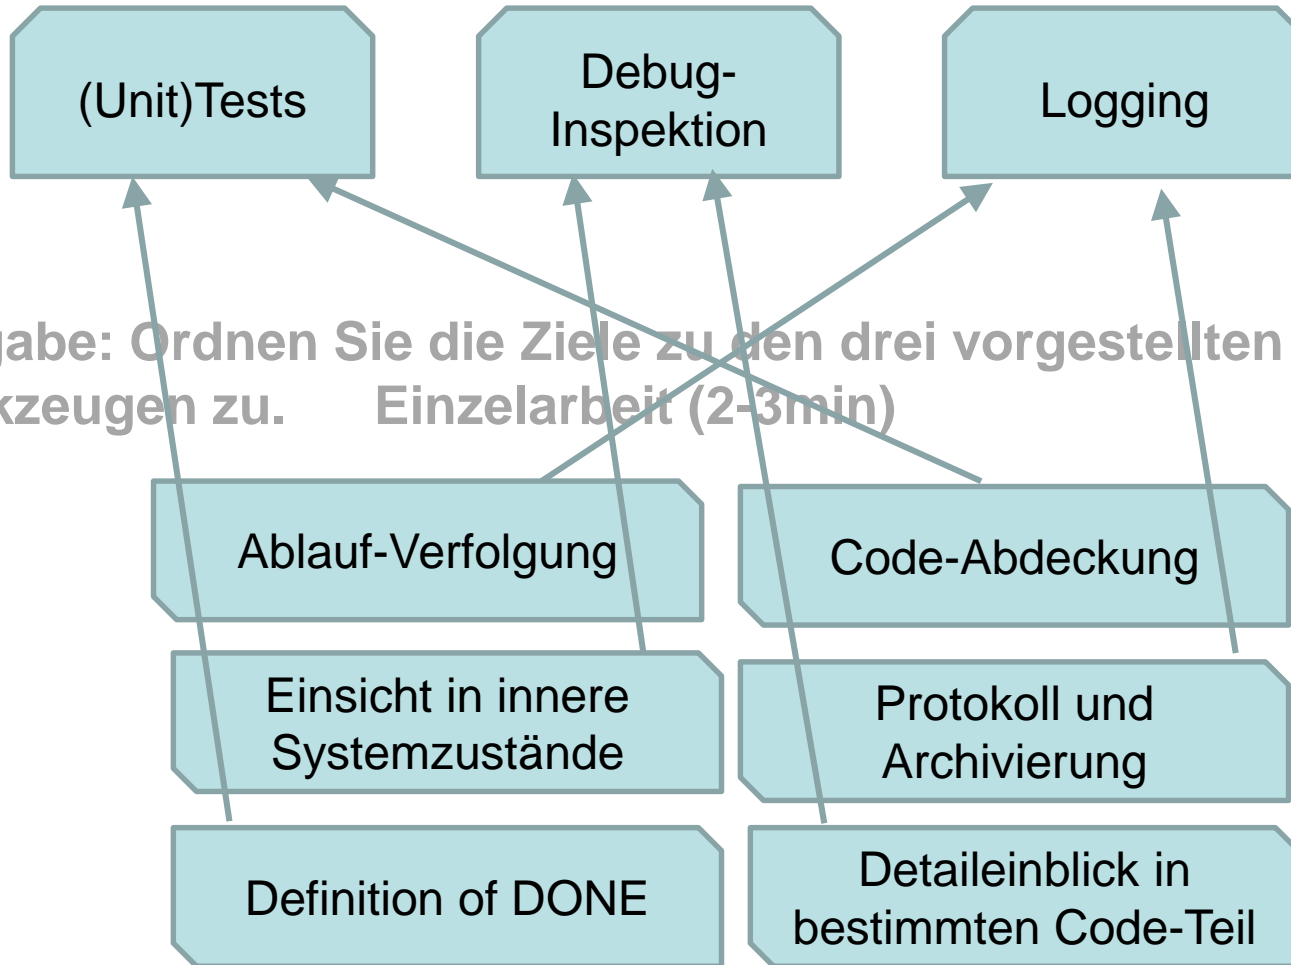 (Unit)Tests
Debug-
Inspektion
Logging
gabe: Ordnen Sie die Ziele zu den drei vorgestellten
kzeugen zu. Einzelarbeit (2-3min)
Ablauf-Verfolgung
Code-Abdeckung
Einsicht in innere
Systemzustände
Protokoll und
Archivierung
Definition of DONE
Detaileinblick in
bestimmten Code-Teil